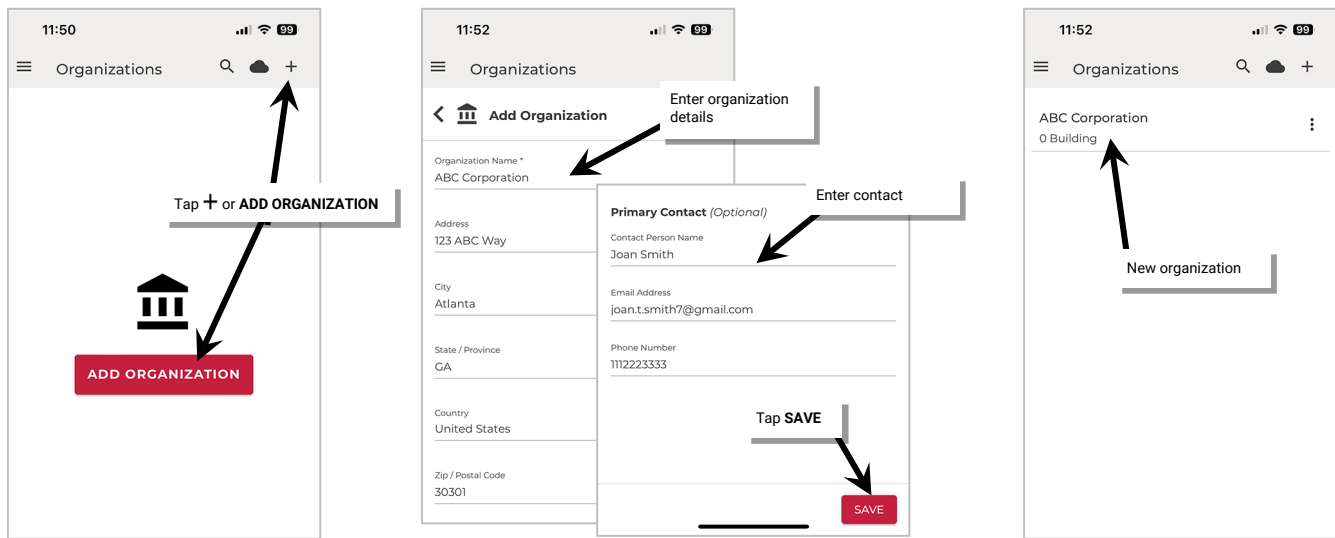 11:50
99
Organizations
Tap + or ADD ORGANIZATION
ADD ORGANIZATION
11:52
99
Organizations
Add Organization
Enter organization
details
Organization Name *
ABC Corporation
Address
123 ABC Way
City
Atlanta
State / Province
GA
Country
United States
Zip / Postal Code
30301
Enter contact
Primary Contact (Optional)
Contact Person Name
Joan Smith
Email Address
joan.t.smith7@gmail.com
Phone Number
1112223333
Tap SAVE
SAVE
11:52
99
Organizations
ABC Corporation
0 Building
New organization